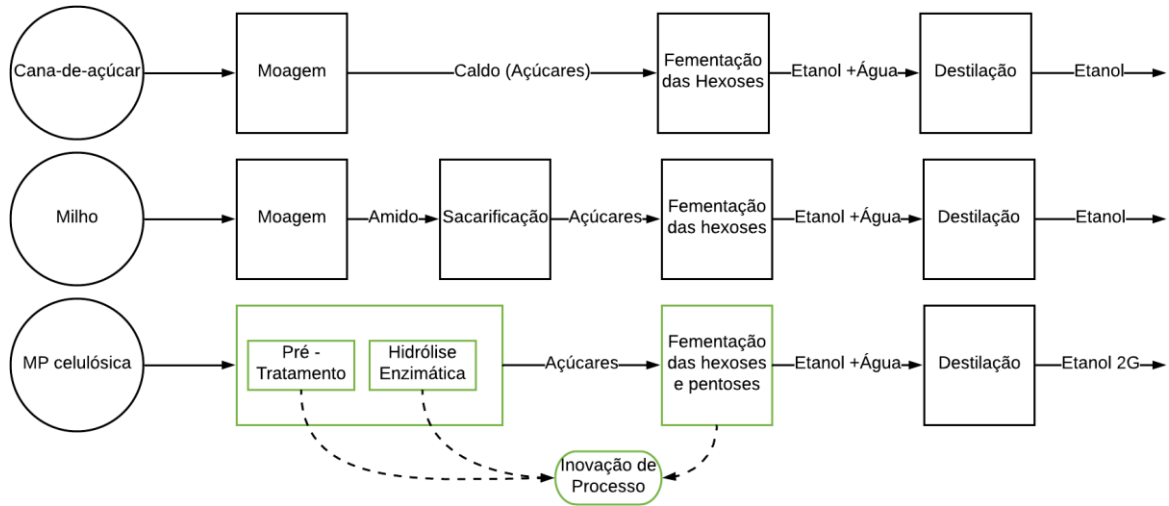 Cana-de-açúcar
Moagem
Caldo (Açúcares)
Fementação
das Hexoses
Etanol +Água
Destilação
Etanol
Milho
Moagem
Amido
Sacarificação
Açúcares
Fementação
das hexoses
Etanol +Água
Destilação
Etanol
MP celulósica
Pré -
Tratamento
Hidrólise
Enzimática
Açúcares
Fementação
das hexoses
e pentoses
Etanol +Água
Destilação
Etanol 2G
Inovação de
Processo